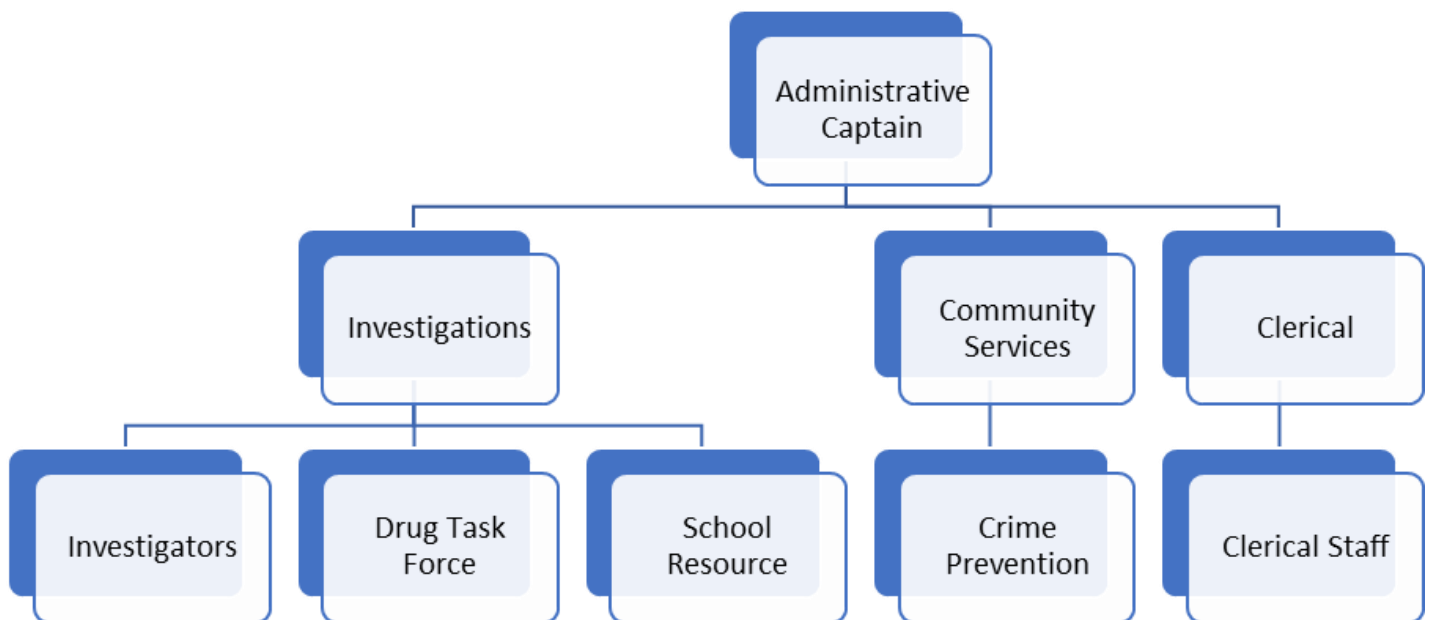 Administrative
Captain
Investigations
Community
Services
Clerical
Investigators
Drug Task
Force
School
Resource
Crime
Prevention
Clerical Staff